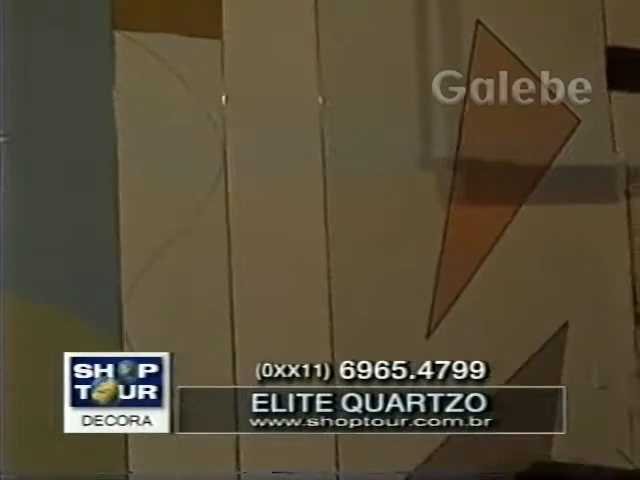 Galebe
SHOP
TOUR
DECORA
(0XX11) 6965.4799
ELITE QUARTZO
www.shoptour.com.br